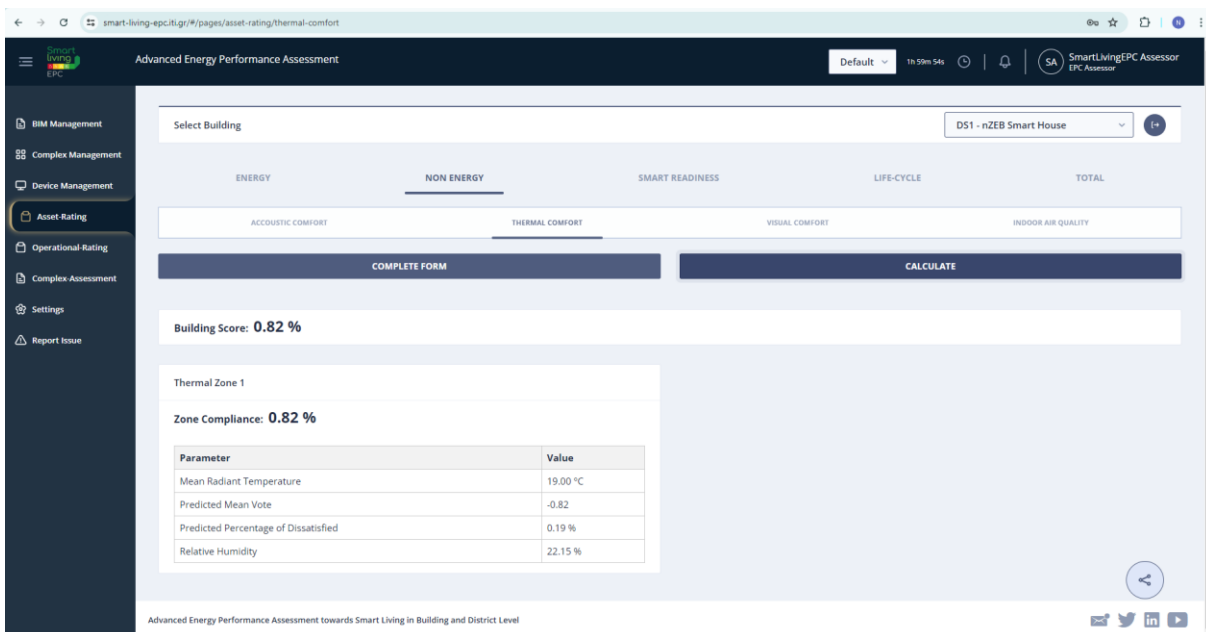 smart-living-epc.iti.gr/#/pages/asset-rating/thermal-comfort
N
Smart
living
EPC
Advanced Energy Performance Assessment
Default
1h 59m 54s
SA
SmartLivingEPC Assessor
EPC Assessor
BIM Management
Complex Management
Device Management
Asset-Rating
Operational-Rating
Complex-Assessment
Settings
Report Issue
Select Building
DS1 - nZEB Smart House
ENERGY NON ENERGY SMART READINESS LIFE-CYCLE TOTAL
ACCOUSTIC COMFORT THERMAL COMFORT VISUAL COMFORT INDOOR AIR QUALITY
COMPLETE FORM CALCULATE
Building Score: 0.82 %
Thermal Zone 1
Zone Compliance: 0.82 %
Parameter Value
Mean Radiant Temperature 19.00 °C
Predicted Mean Vote -0.82
Predicted Percentage of Dissatisfied 0.19 %
Relative Humidity 22.15 %
Advanced Energy Performance Assessment towards Smart Living in Building and District Level
in